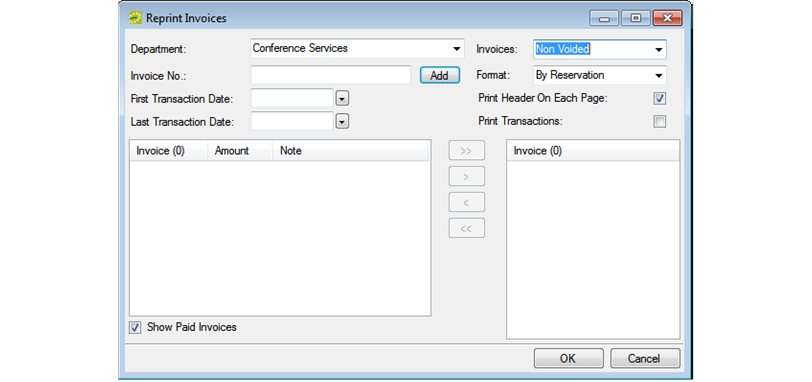 Reprint Invoices
Department: Conference Services Invoices: Non Voided
Invoice No.: Add Format: By Reservation
First Transaction Date: Print Header On Each Page:
Last Transaction Date: Print Transactions:
Invoice (0) Amount Note >> Invoice (0)
>
<
<<
Show Paid Invoices
OK Cancel